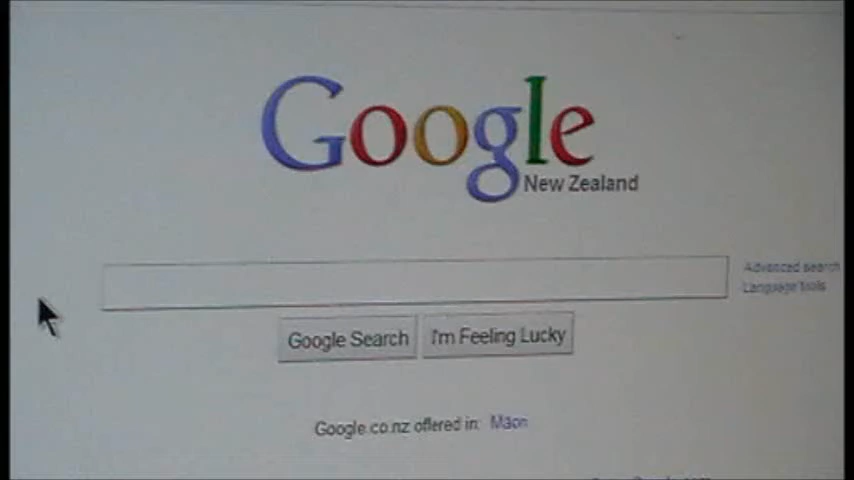 Google
New Zealand
Advanced search
Language tools
Google Search I'm Feeling Lucky
Google.co.nz offered in: Māori